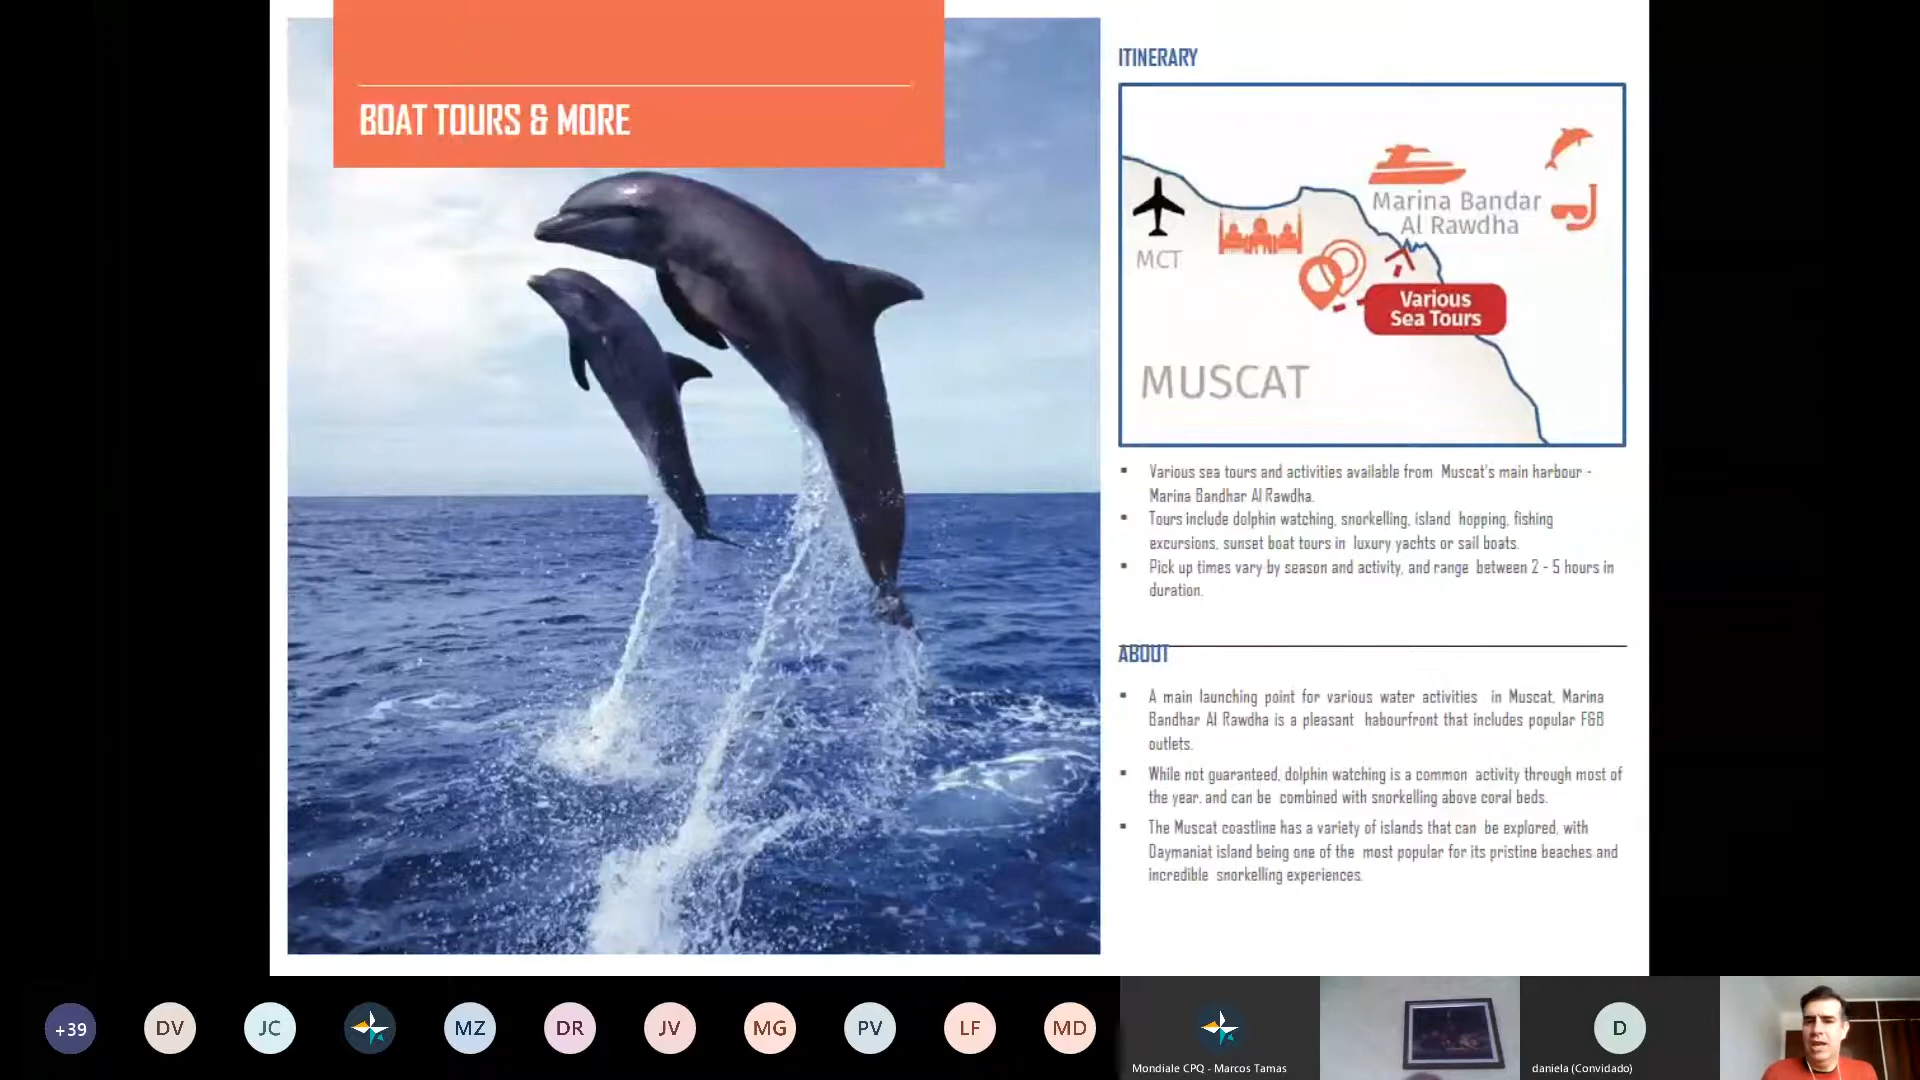 BOAT TOURS & MORE
ITINERARY
Marina Bandar
Al Rawdha
MCT
Various
Sea Tours
MUSCAT
▪ Various sea tours and activities available from Muscat's main harbour -
Marina Bandhar Al Rawdha.
▪ Tours include dolphin watching, snorkelling, island hopping, fishing
excursions, sunset boat tours in luxury yachts or sail boats.
▪ Pick up times vary by season and activity, and range between 2 - 5 hours in
duration.
ABOUT
▪ A main launching point for various water activities in Muscat, Marina
Bandhar Al Rawdha is a pleasant habourfront that includes popular F&B
outlets.
▪ While not guaranteed, dolphin watching is a common activity through most of
the year, and can be combined with snorkelling above coral beds.
▪ The Muscat coastline has a variety of islands that can be explored, with
Daymaniat island being one of the most popular for its pristine beaches and
incredible snorkelling experiences.
+39 DV JC MZ DR JV MG PV LF MD D
Mondiale CPQ - Marcos Tamas
daniela (Convidado)